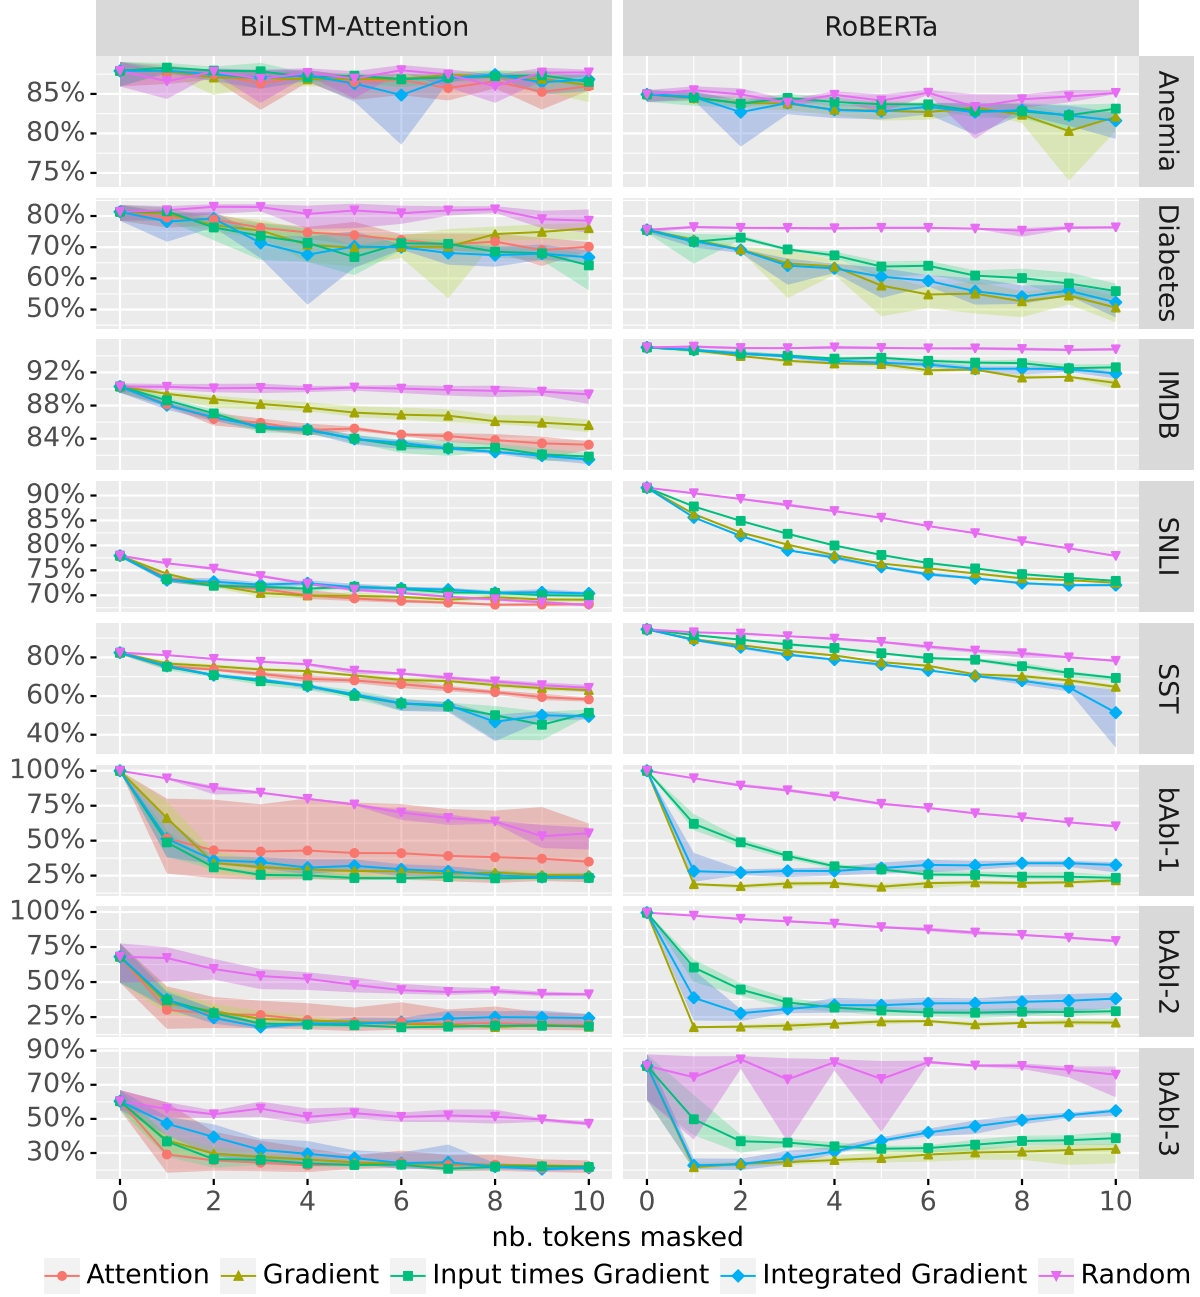 BiLSTM-Attention RoBERTa
85%
80%
75%
Anemia
80%
70%
60%
50%
Diabetes
92%
88%
84%
IMDB
90%
85%
80%
75%
70%
SNLI
80%
60%
40%
SST
100%
75%
50%
25%
bAbI-1
100%
75%
50%
25%
bAbI-2
90%
70%
50%
30%
bAbI-3
0 2 4 6 8 10 0 2 4 6 8 10
nb. tokens masked
Attention Gradient Input times Gradient Integrated Gradient Random